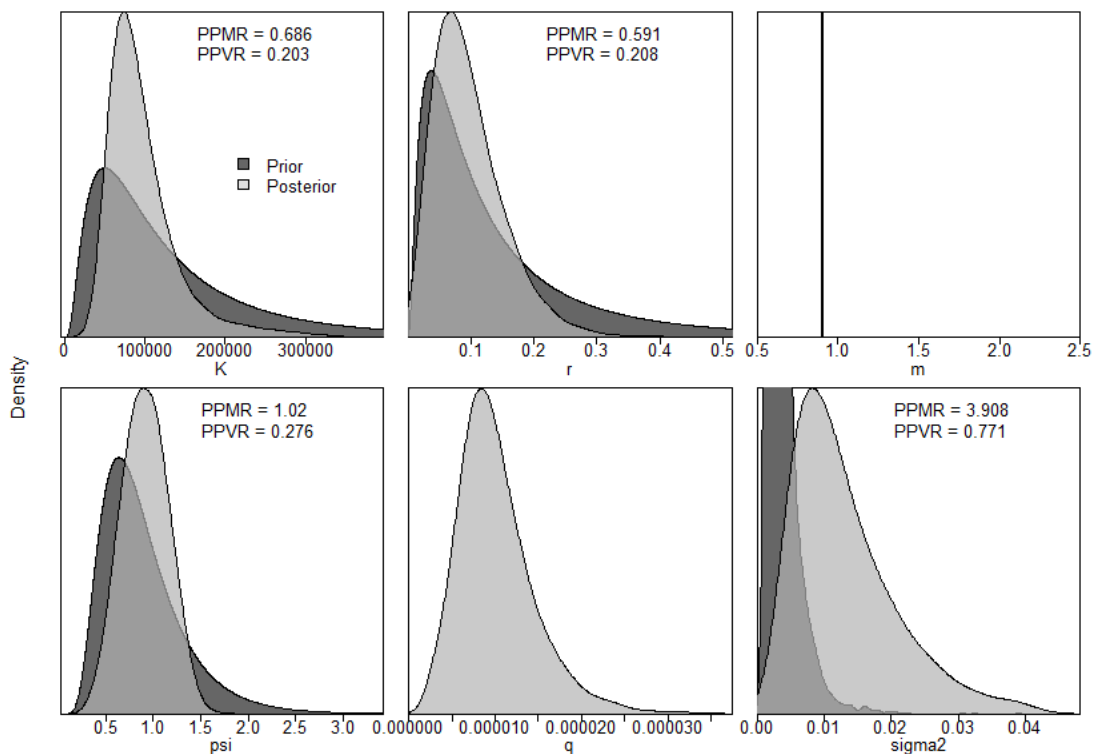 PPMR = 0.686
PPVR = 0.203
Prior
Posterior
0 100000 200000 300000
K
PPMR = 0.591
PPVR = 0.208
0.1 0.2 0.3 0.4 0.5
r
0.5 1.0 1.5 2.0 2.5
m
Density
PPMR = 1.02
PPVR = 0.276
0.5 1.0 1.5 2.0 2.5 3.0
psi
0.000000 0.000010 0.000020 0.000030
q
PPMR = 3.908
PPVR = 0.771
0.00 0.01 0.02 0.03 0.04
sigma2